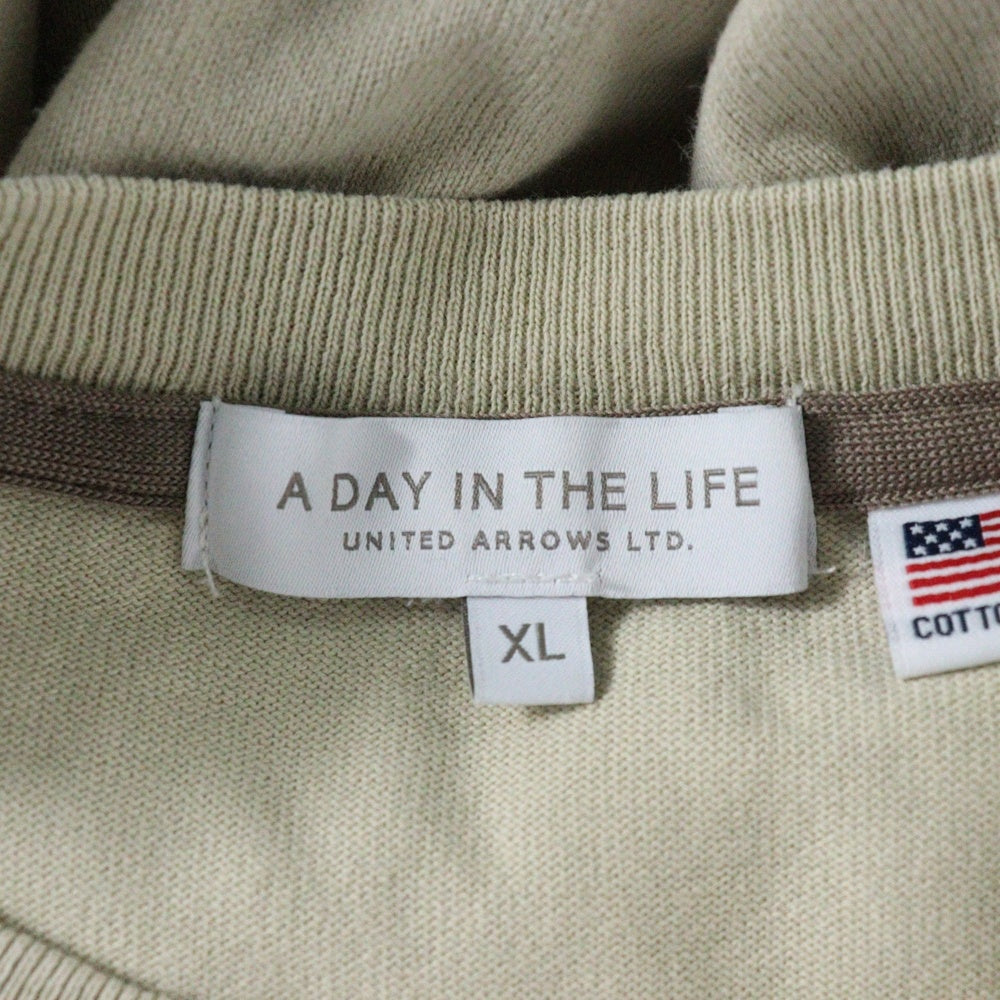 A DAY IN THE LIFE
UNITED ARROWS LTD.
XL